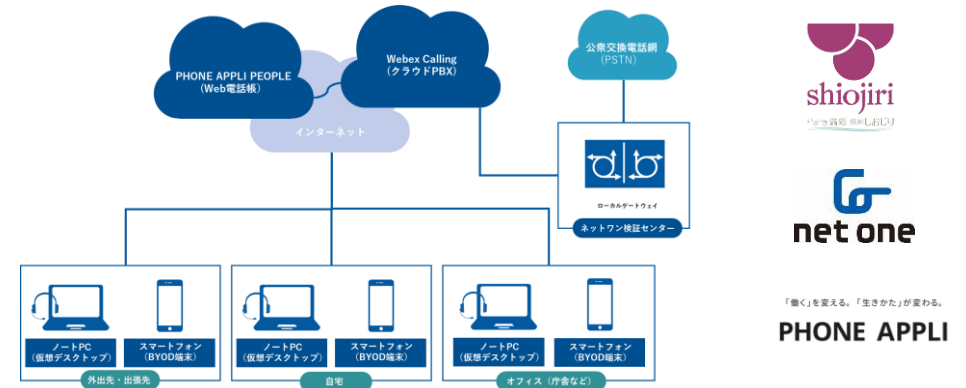 PHONE APPLI PEOPLE
(Web電話帳)
Webex Calling
(クラウドPBX)
インターネット
公衆交換電話網
(PSTN)
ローカルゲートウェイ
ネットワン検証センター
ノートPC
(仮想デスクトップ)
スマートフォン
(BYOD端末)
外出先・出張先
ノートPC
(仮想デスクトップ)
スマートフォン
(BYOD端末)
自宅
ノートPC
(仮想デスクトップ)
スマートフォン
(BYOD端末)
オフィス(庁舎など)
shiojiri
信州しおじり
net one
「働く」を変える。「生きかた」が変わる。
PHONE APPLI